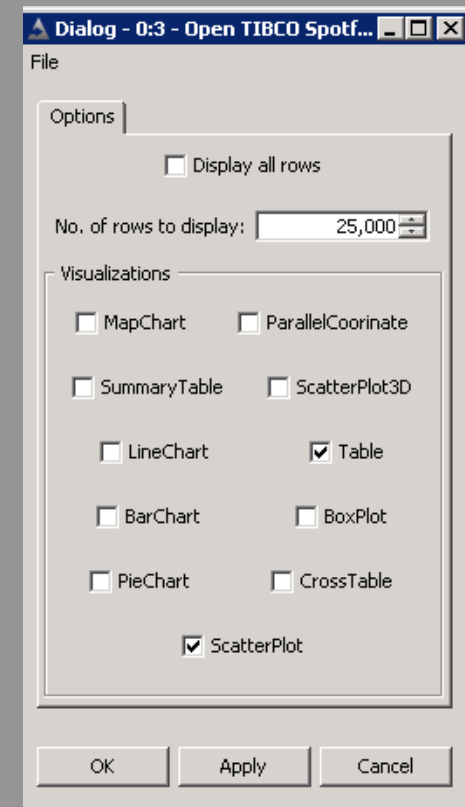 Dialog - 0:3 - Open TIBCO Spotf...
File
Options
Display all rows
No. of rows to display: 25,000
Visualizations
MapChart ParallelCoorinate
SummaryTable ScatterPlot3D
LineChart Table
BarChart BoxPlot
PieChart CrossTable
ScatterPlot
OK Apply Cancel